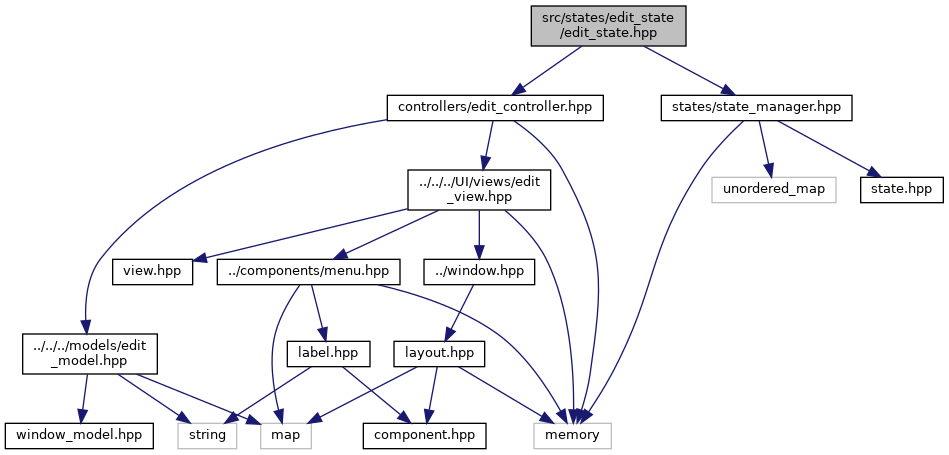 src/states/edit_state
/edit_state.hpp
controllers/edit_controller.hpp
states/state_manager.hpp
../../../UI/views/edit
_view.hpp
unordered_map
state.hpp
view.hpp
../components/menu.hpp
../window.hpp
../../../models/edit
_model.hpp
label.hpp
layout.hpp
window_model.hpp
string
map
component.hpp
memory